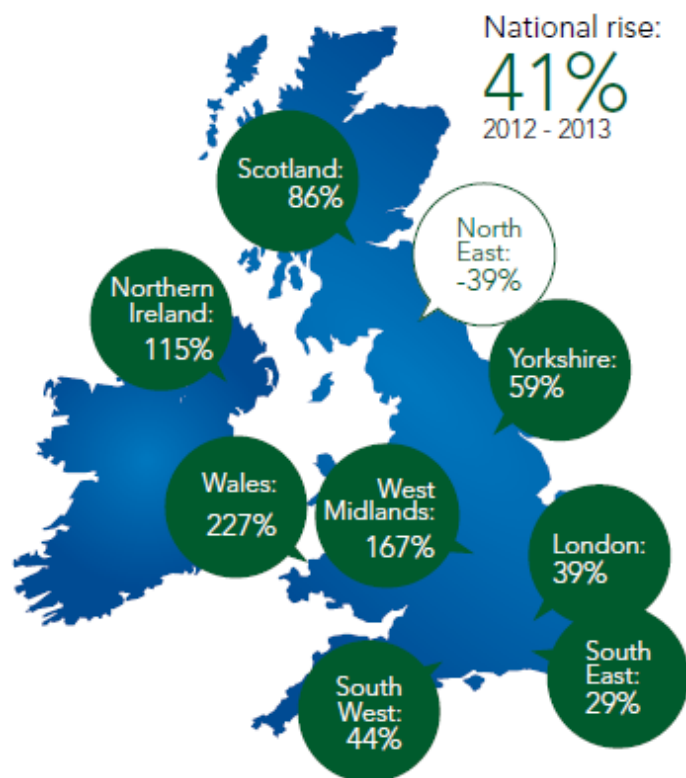 National rise:
41%
2012 - 2013
Scotland:
86%
North
East:
-39%
Northern
Ireland:
115%
Yorkshire:
59%
Wales:
227%
West
Midlands:
167%
London:
39%
South
East:
29%
South
West:
44%